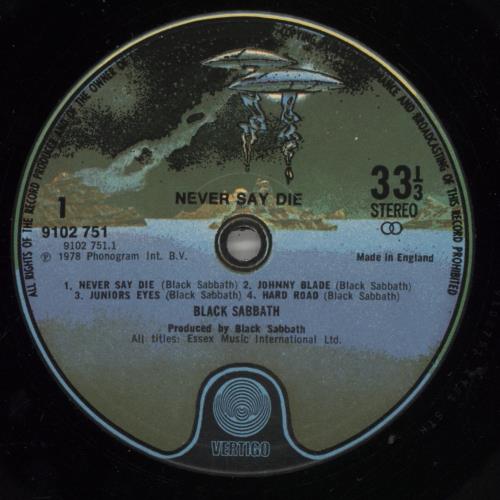 ALL RIGHTS OF THE RECORD PRODUCER AND OF THE OWNER OF
COPYING, PU
ANCE AND BROADCASTING OF THIS RECORD PROHIBITED
NEVER SAY DIE
1
33⅓
9102 751
STEREO
9102 751.1
℗ 1978 Phonogram Int. B.V.
Made in England
1. NEVER SAY DIE (Black Sabbath) 2. JOHNNY BLADE (Black Sabbath)
3. JUNIORS EYES (Black Sabbath) 4. HARD ROAD (Black Sabbath)
BLACK SABBATH
Produced by Black Sabbath
All titles: Essex Music International Ltd.
VERTIGO